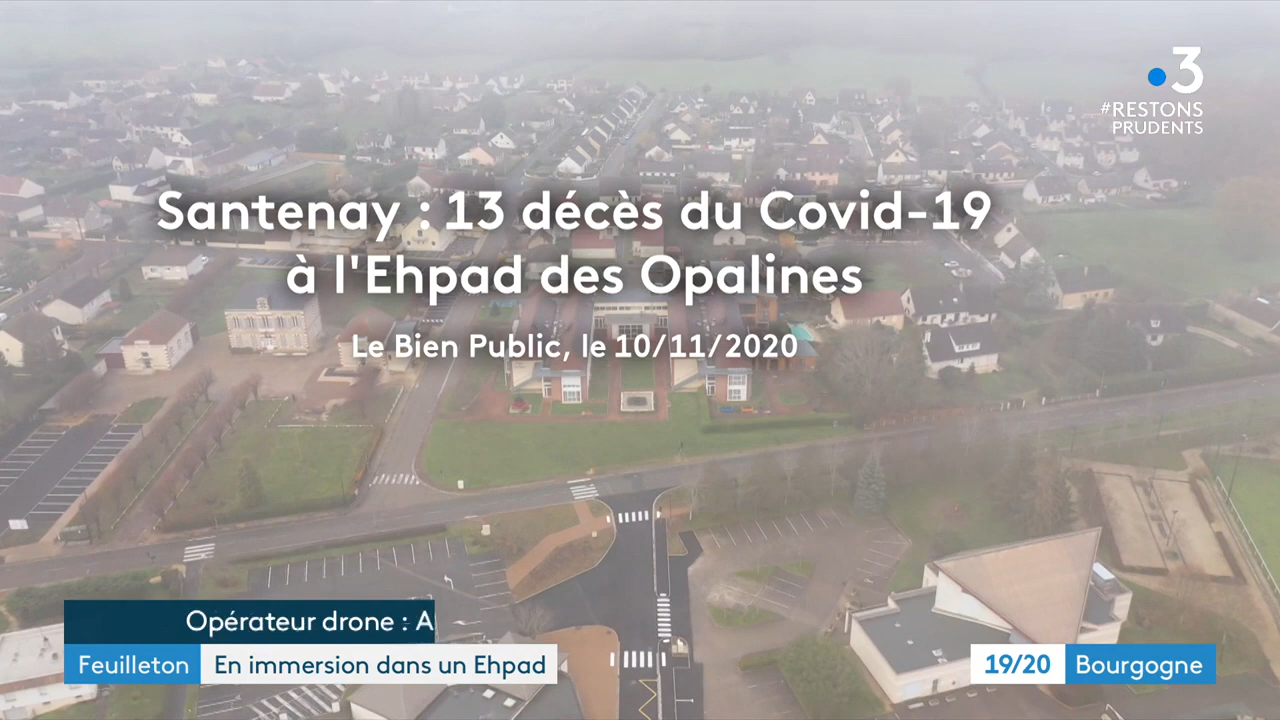 3
#RESTONS
PRUDENTS
Santenay : 13 décès du Covid-19
à l'Ehpad des Opalines
Le Bien Public, le 10/11/2020
Opérateur drone : A
Feuilleton
En immersion dans un Ehpad
19/20
Bourgogne